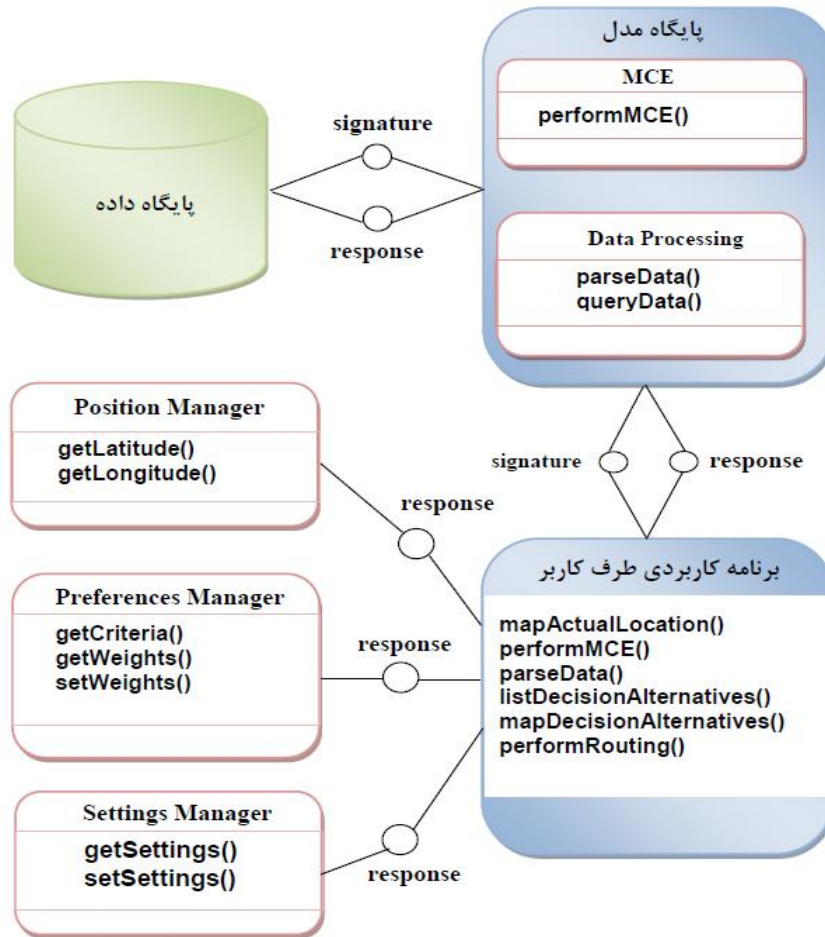 پایگاه مدل
MCE
performMCE()
signature
پایگاه داده
response
Data Processing
parseData()
queryData()
Position Manager
getLatitude()
getLongitude()
signature
response
response
برنامه کاربردی طرف کاربر
mapActualLocation()
performMCE()
parseData()
listDecisionAlternatives()
mapDecisionAlternatives()
performRouting()
Preferences Manager
getCriteria()
getWeights()
setWeights()
response
Settings Manager
getSettings()
setSettings()
response